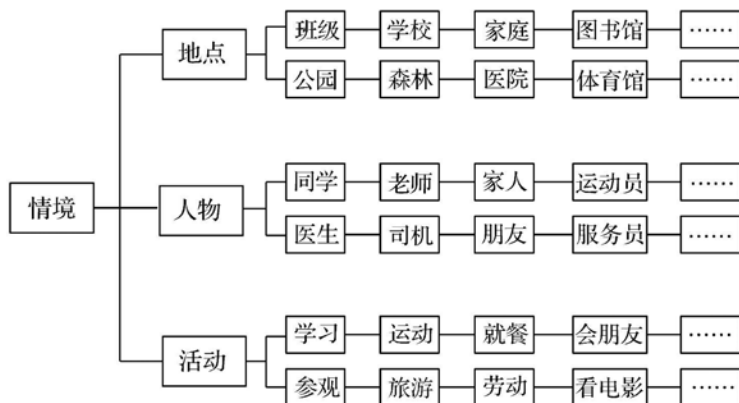 地点
班级 学校 家庭 图书馆 ……
公园 森林 医院 体育馆 ……
情境
人物
同学 老师 家人 运动员 ……
医生 司机 朋友 服务员 ……
活动
学习 运动 就餐 会朋友 ……
参观 旅游 劳动 看电影 ……